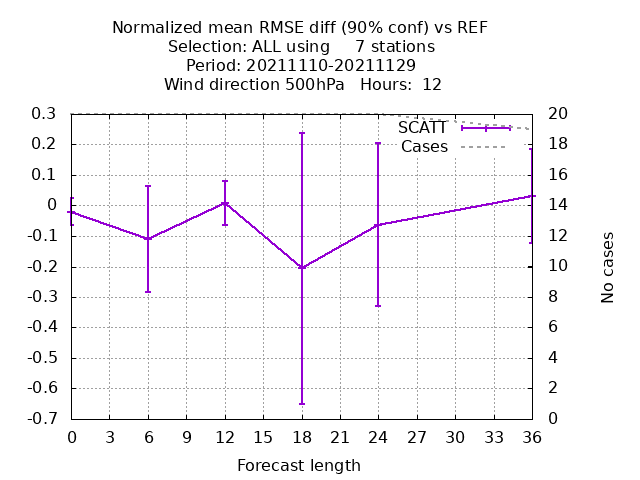 Normalized mean RMSE diff (90% conf) vs REF
Selection: ALL using     7 stations
Period: 20211110-20211129
Wind direction 500hPa   Hours:  12
0.3
0.2
0.1
0
-0.1
-0.2
-0.3
-0.4
-0.5
-0.6
-0.7
SCATT
Cases
20
18
16
14
12
10
8
6
4
2
0
No cases
0 3 6 9 12 15 18 21 24 27 30 33 36
Forecast length